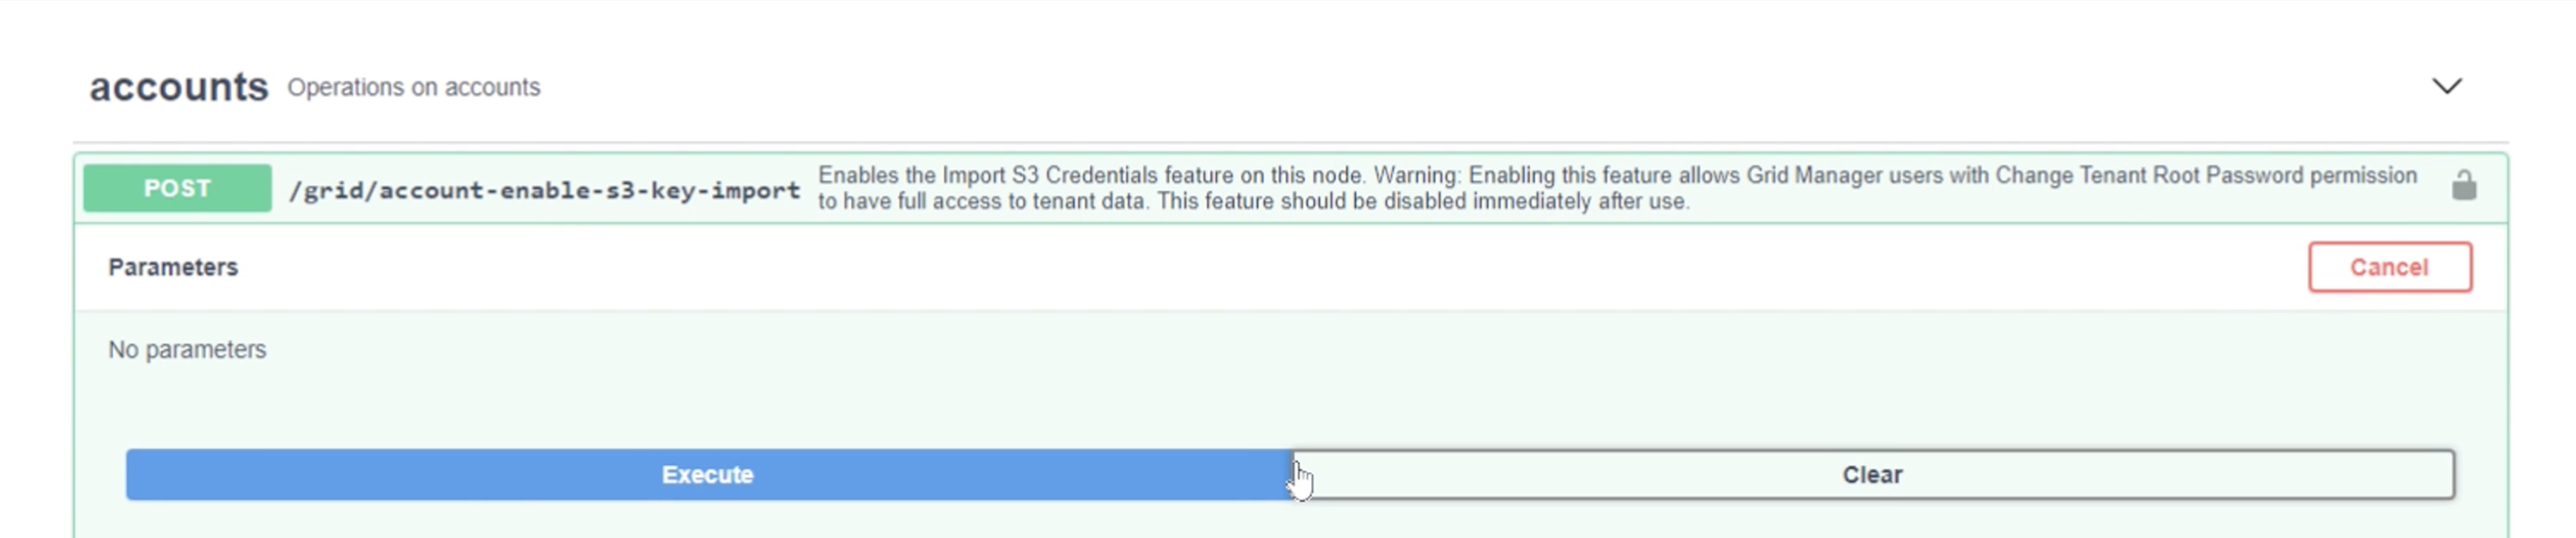 accounts Operations on accounts
POST /grid/account-enable-s3-key-import Enables the Import S3 Credentials feature on this node. Warning: Enabling this feature allows Grid Manager users with Change Tenant Root Password permission
to have full access to tenant data. This feature should be disabled immediately after use.
Parameters Cancel
No parameters
Execute Clear